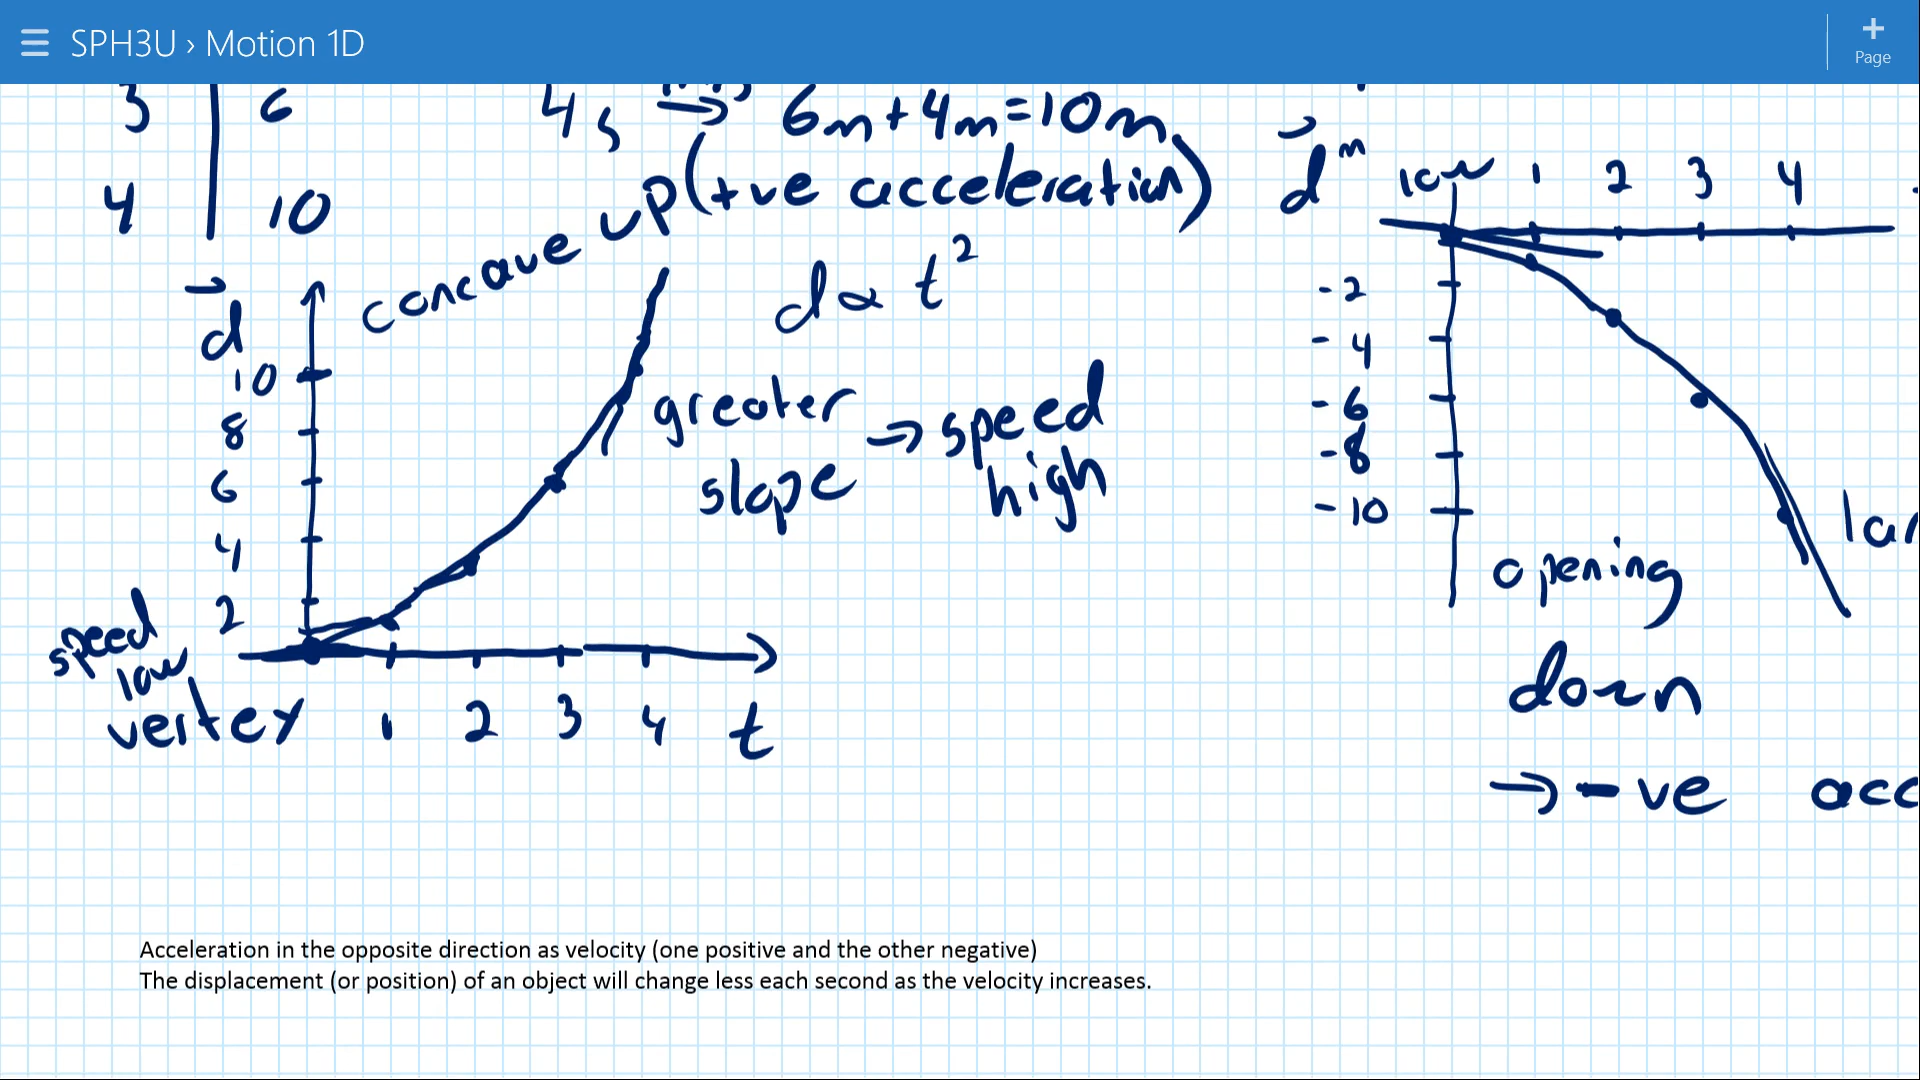 SPH3U › Motion 1D
+
Page
3 6
4 10
4s → 6m+4m=10m
concave up (+ve acceleration)
d ∝ t²
d
10
8
6
4
2
greater slope → speed high
speed low
vertex
1 2 3 4 t
d m
low 1 2 3 4
-2
-4
-6
-8
-10
opening
down
→ -ve acc
lar
Acceleration in the opposite direction as velocity (one positive and the other negative)
The displacement (or position) of an object will change less each second as the velocity increases.